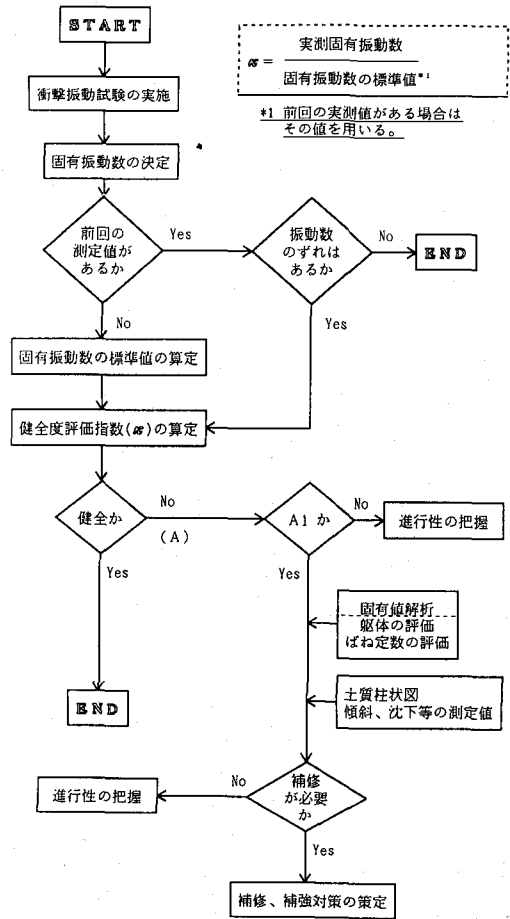 START
実測固有振動数
æ =
固有振動数の標準値*1
衝撃振動試験の実施
*1 前回の実測値がある場合は
その値を用いる。
固有振動数の決定
前回の
測定値が
あるか
Yes
振動数
のずれは
あるか
No
END
No
Yes
固有振動数の標準値の算定
健全度評価指数(æ)の算定
健全か
No
(A)
A1か
No
進行性の把握
Yes
Yes
固有値解析
躯体の評価
ばね定数の評価
END
土質柱状図
傾斜、沈下等の測定値
補修
が必要
か
No
進行性の把握
Yes
補修、補強対策の策定